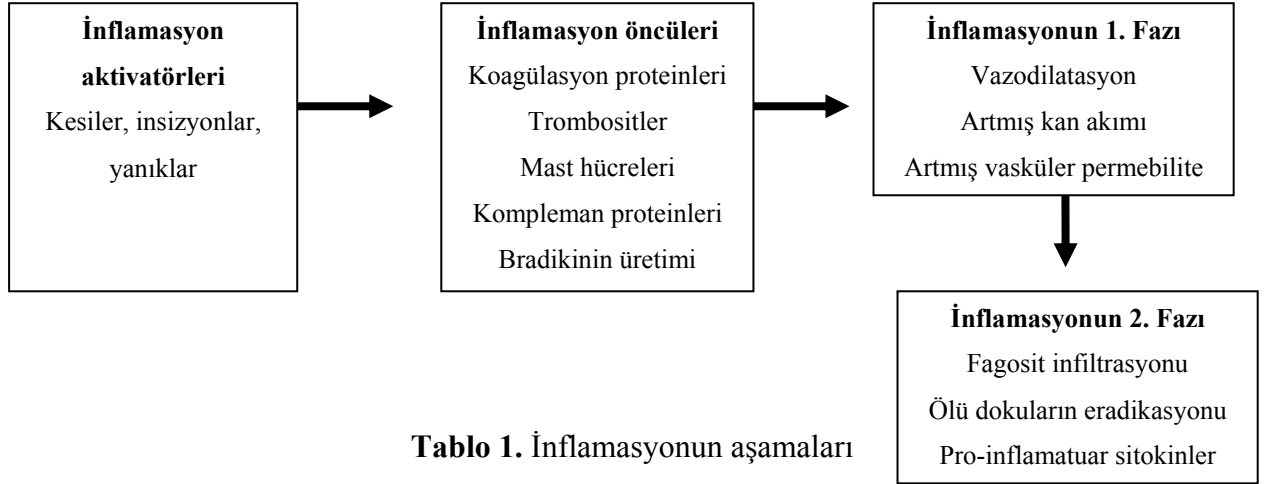 İnflamasyon
aktivatörleri
Kesiler, insizyonlar,
yanıklar
İnflamasyon öncüleri
Koagülasyon proteinleri
Trombositler
Mast hücreleri
Kompleman proteinleri
Bradikinin üretimi
İnflamasyonun 1. Fazı
Vazodilatasyon
Artmış kan akımı
Artmış vasküler permebilite
İnflamasyonun 2. Fazı
Fagosit infiltrasyonu
Ölü dokuların eradikasyonu
Pro-inflamatuar sitokinler
Tablo 1. İnflamasyonun aşamaları